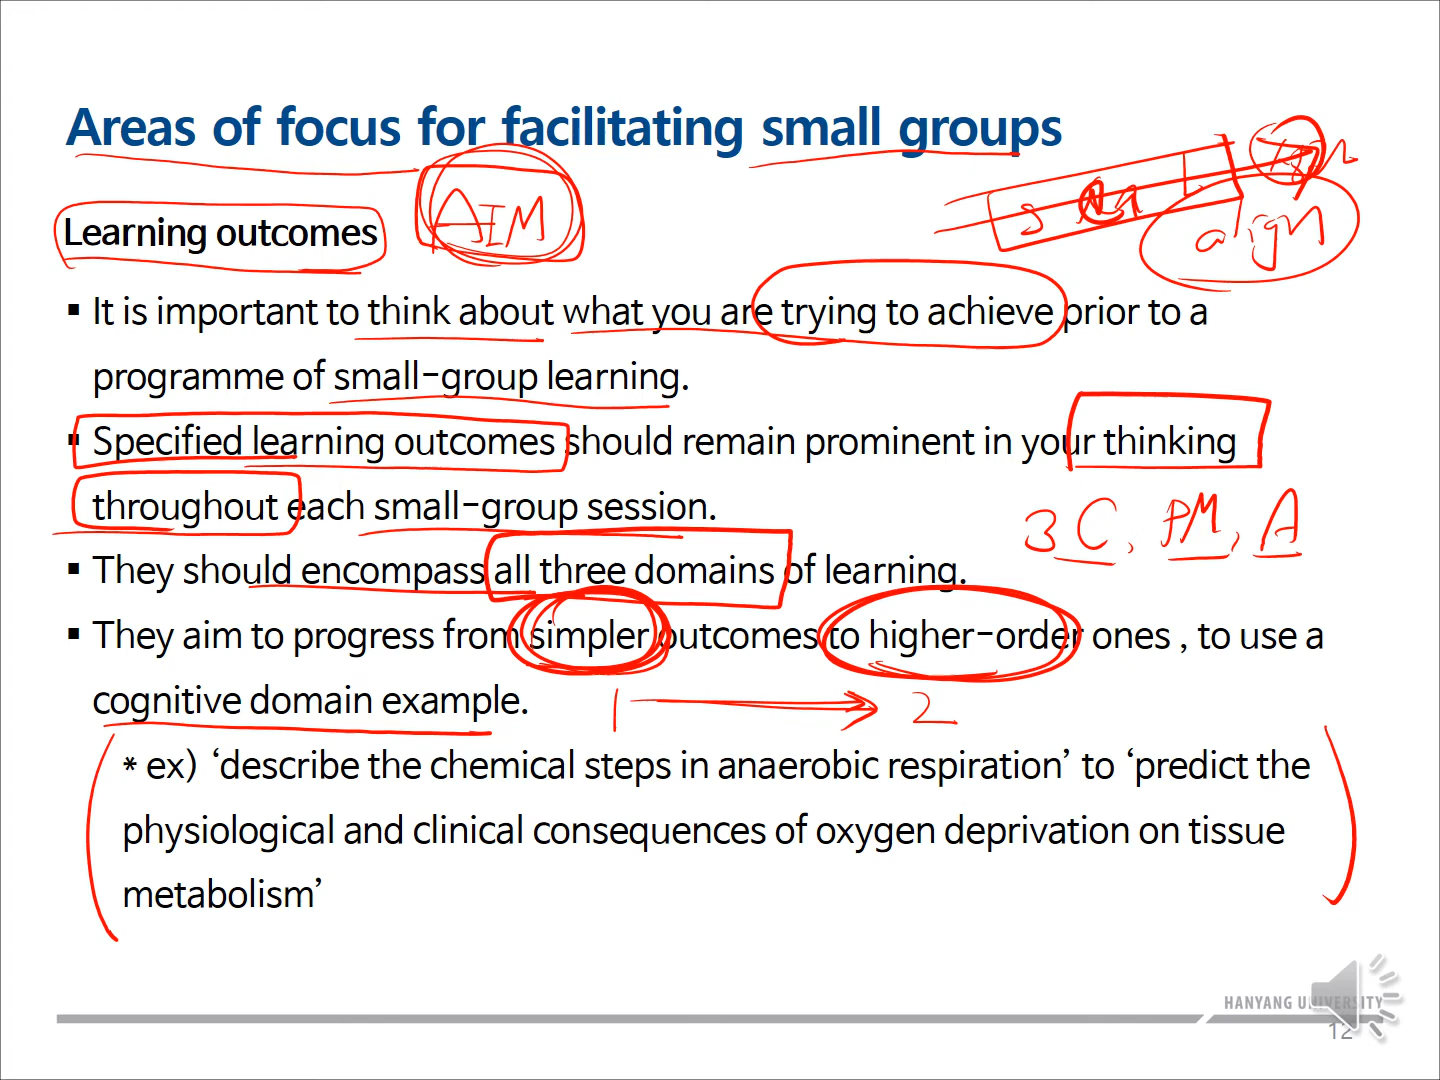 Areas of focus for facilitating small groups
AIM
align
Learning outcomes
▪ It is important to think about what you are trying to achieve prior to a
programme of small-group learning.
▪ Specified learning outcomes should remain prominent in your thinking
throughout each small-group session.
3 C, PM, A
▪ They should encompass all three domains of learning.
▪ They aim to progress from simpler outcomes to higher-order ones , to use a
cognitive domain example.
1 2
* ex) ‘describe the chemical steps in anaerobic respiration’ to ‘predict the
physiological and clinical consequences of oxygen deprivation on tissue
metabolism’
HANYANG UNIVERSITY
12